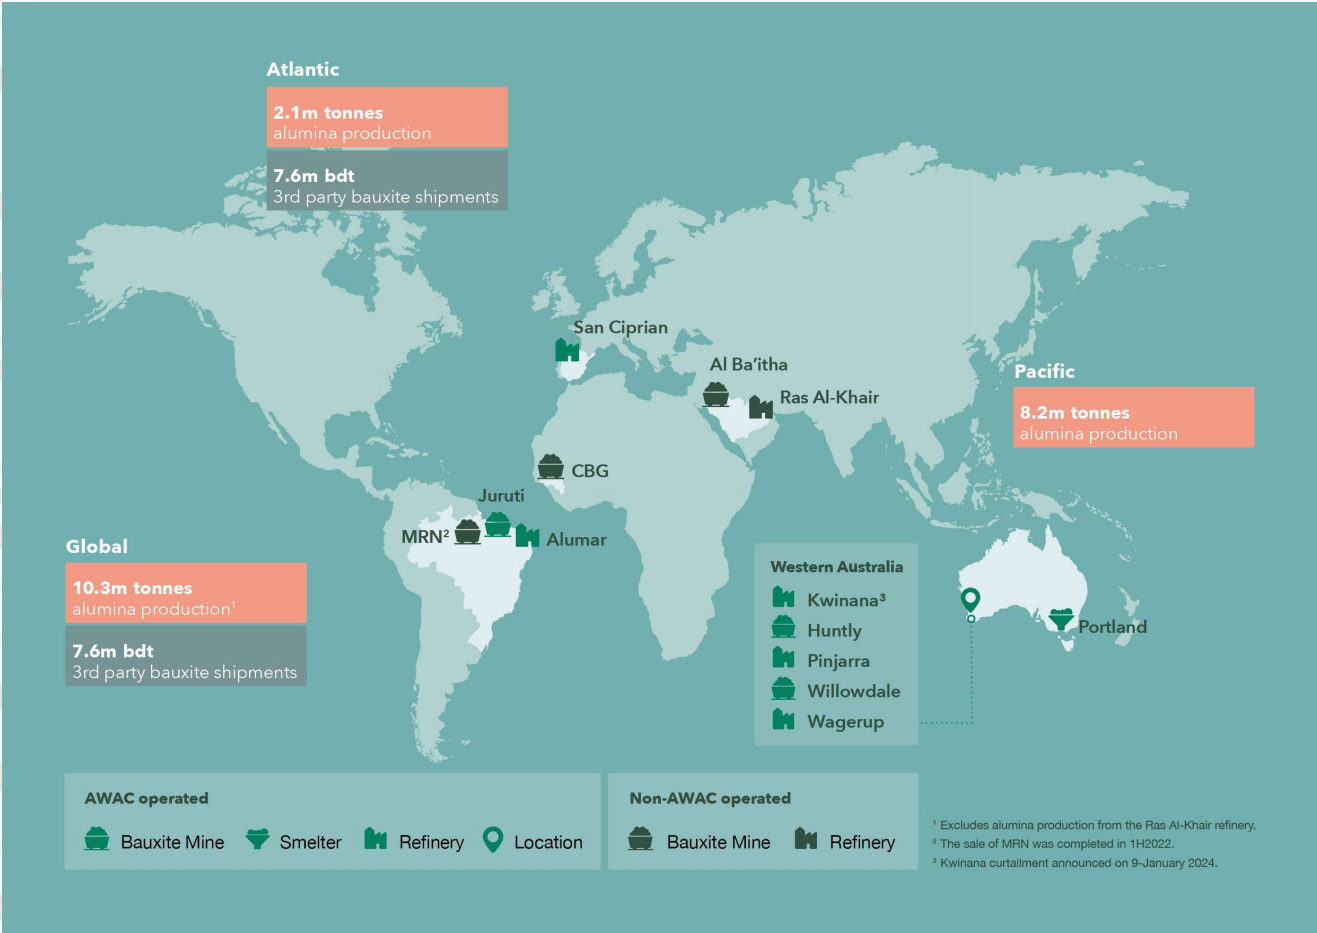 Atlantic
2.1m tonnes
alumina production
7.6m bdt
3rd party bauxite shipments
San Ciprian
Al Ba’itha
Ras Al-Khair
Pacific
8.2m tonnes
alumina production
CBG
Juruti
MRN²
Alumar
Global
10.3m tonnes
alumina production¹
7.6m bdt
3rd party bauxite shipments
Western Australia
Kwinana³
Huntly
Pinjarra
Willowdale
Wagerup
Portland
AWAC operated
Bauxite Mine
Smelter
Refinery
Location
Non-AWAC operated
Bauxite Mine
Refinery
¹ Excludes alumina production from the Ras Al-Khair refinery.
² The sale of MRN was completed in 1H2022.
³ Kwinana curtailment announced on 9-January 2024.